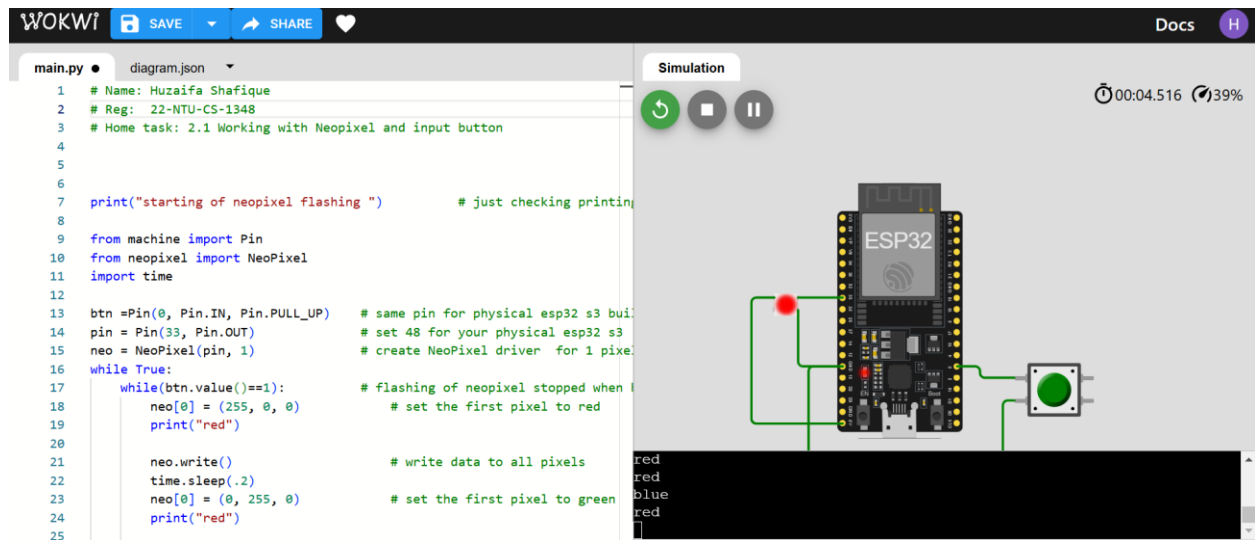 WOKWI SAVE SHARE Docs H
main.py ● diagram.json
Simulation
00:04.516 39%
1 # Name: Huzaifa Shafique
2 # Reg: 22-NTU-CS-1348
3 # Home task: 2.1 Working with Neopixel and input button
4
5
6
7 print("starting of neopixel flashing ") # just checking printin
8
9 from machine import Pin
10 from neopixel import NeoPixel
11 import time
12
13 btn =Pin(0, Pin.IN, Pin.PULL_UP) # same pin for physical esp32 s3 bui
14 pin = Pin(33, Pin.OUT) # set 48 for your physical esp32 s3
15 neo = NeoPixel(pin, 1) # create NeoPixel driver for 1 pixe
16 while True:
17 while(btn.value()==1): # flashing of neopixel stopped when
18 neo[0] = (255, 0, 0) # set the first pixel to red
19 print("red")
20
21 neo.write() # write data to all pixels
22 time.sleep(.2)
23 neo[0] = (0, 255, 0) # set the first pixel to green
24 print("red")
25
ESP32
EN Boot
red
red
blue
red